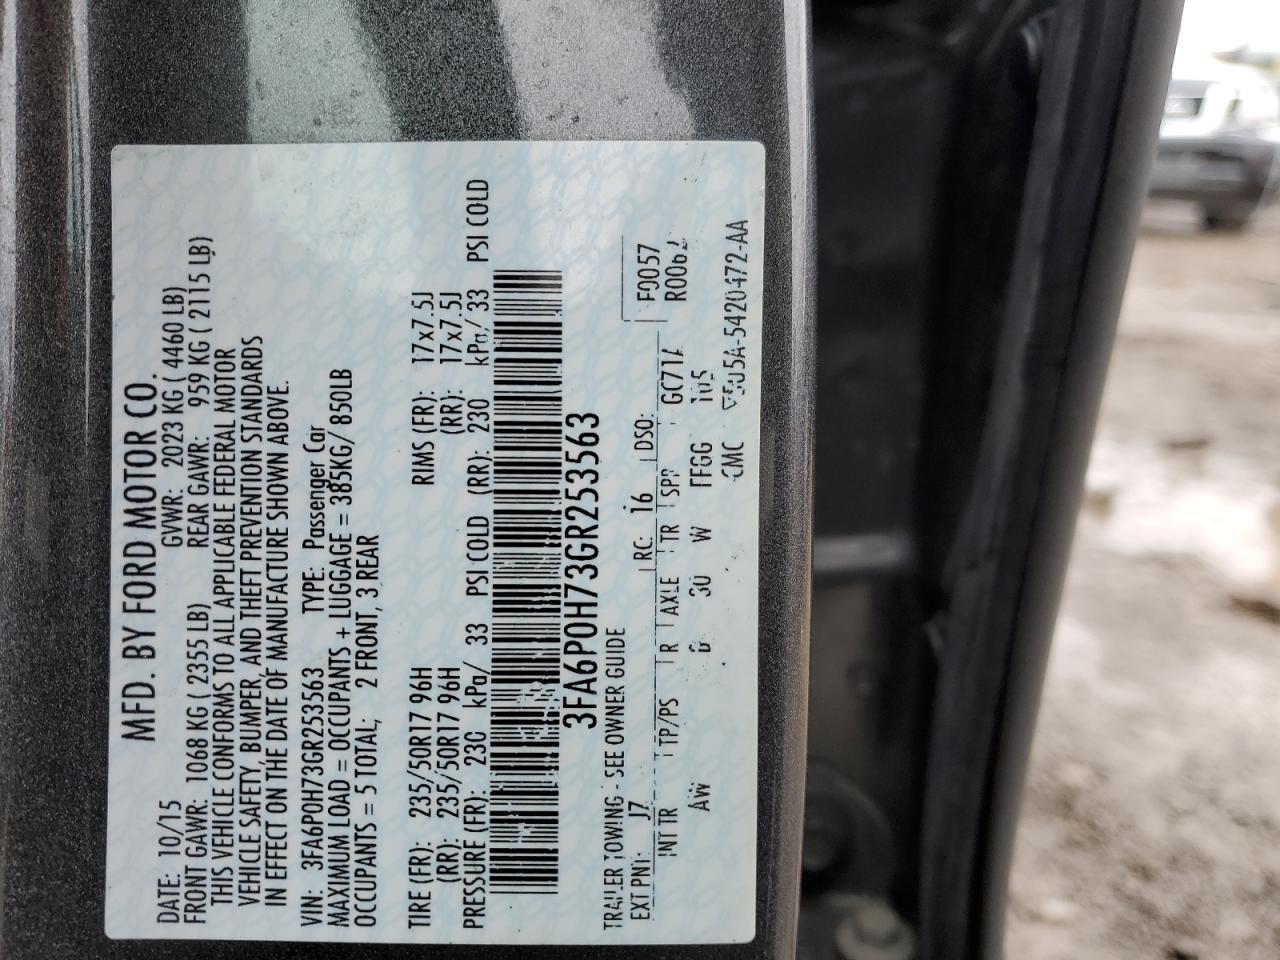 MFD. BY FORD MOTOR CO.
DATE: 10/15 GVWR: 2023 KG ( 4460 LB)
FRONT GAWR: 1068 KG ( 2355 LB) REAR GAWR: 959 KG ( 2115 LB)
THIS VEHICLE CONFORMS TO ALL APPLICABLE FEDERAL MOTOR
VEHICLE SAFETY, BUMPER, AND THEFT PREVENTION STANDARDS
IN EFFECT ON THE DATE OF MANUFACTURE SHOWN ABOVE.
VIN: 3FA6P0H73GR253563 TYPE: Passenger Car
MAXIMUM LOAD = OCCUPANTS + LUGGAGE = 385KG/ 850LB
OCCUPANTS = 5 TOTAL, 2 FRONT, 3 REAR
TIRE (FR): 235/50R17 96H RIMS (FR): 17x7.5J
(RR): 235/50R17 96H (RR): 17x7.5J
PRESSURE (FR): 230 kPa/ 33 PSI COLD (RR): 230 kPa/ 33 PSI COLD
3FA6P0H73GR253563
TRAILER TOWING - SEE OWNER GUIDE
F0057
EXT PNT: J7 RC: 16 DSO:
R0062
INT TR TP/PS R AXLE TR SPR
AW D 30 W FFGG 105
CMC 5420472-AA